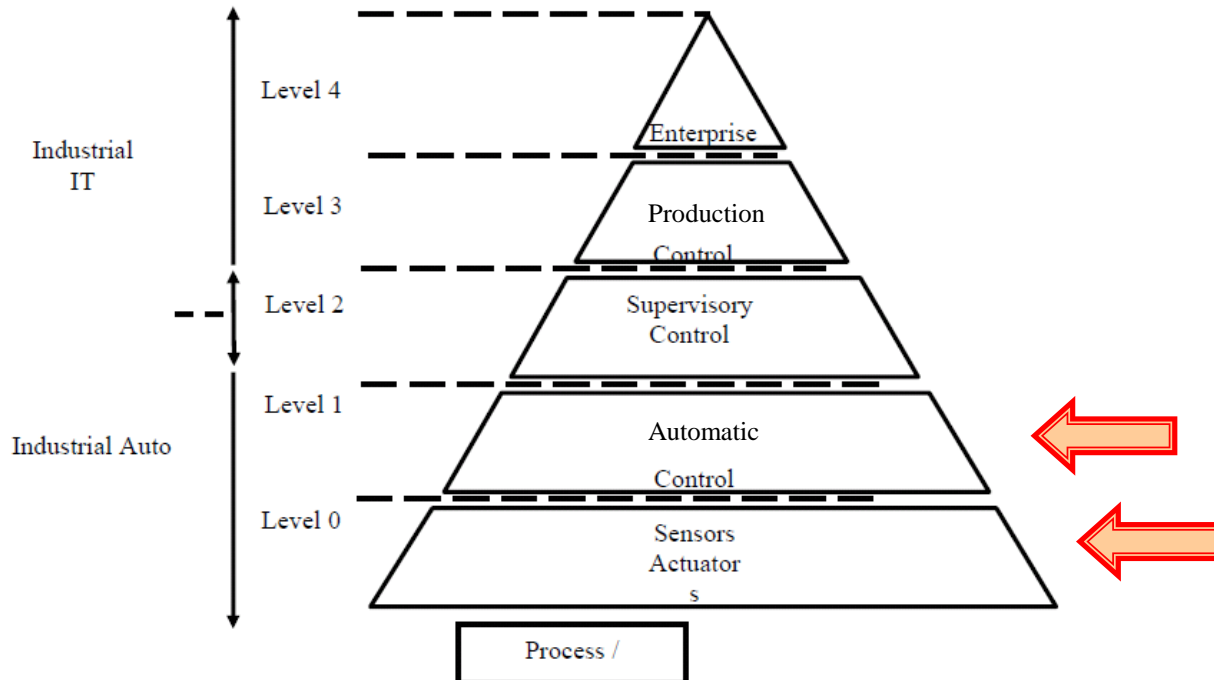 Level 4
Enterprise
Industrial
IT
Level 3
Production
Control
Level 2
Supervisory
Control
Level 1
Automatic
Industrial Auto
Control
Level 0
Sensors
Actuator
s
Process /